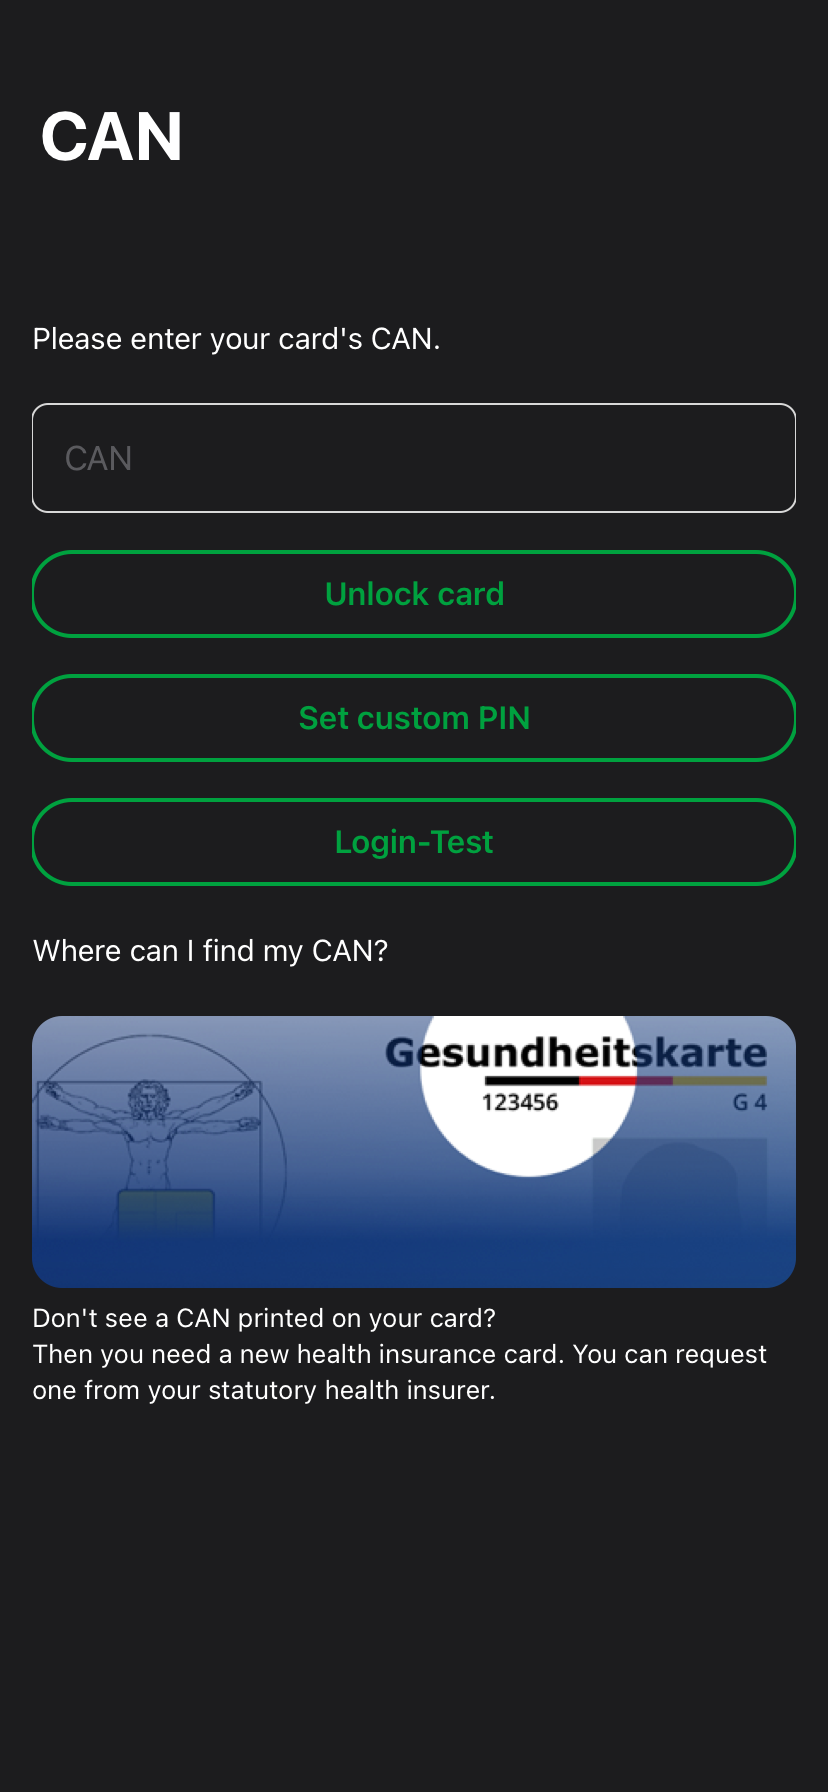 CAN
Please enter your card's CAN.
CAN
Unlock card
Set custom PIN
Login-Test
Where can I find my CAN?
Gesundheitskarte
123456 G 4
Don't see a CAN printed on your card?
Then you need a new health insurance card. You can request
one from your statutory health insurer.